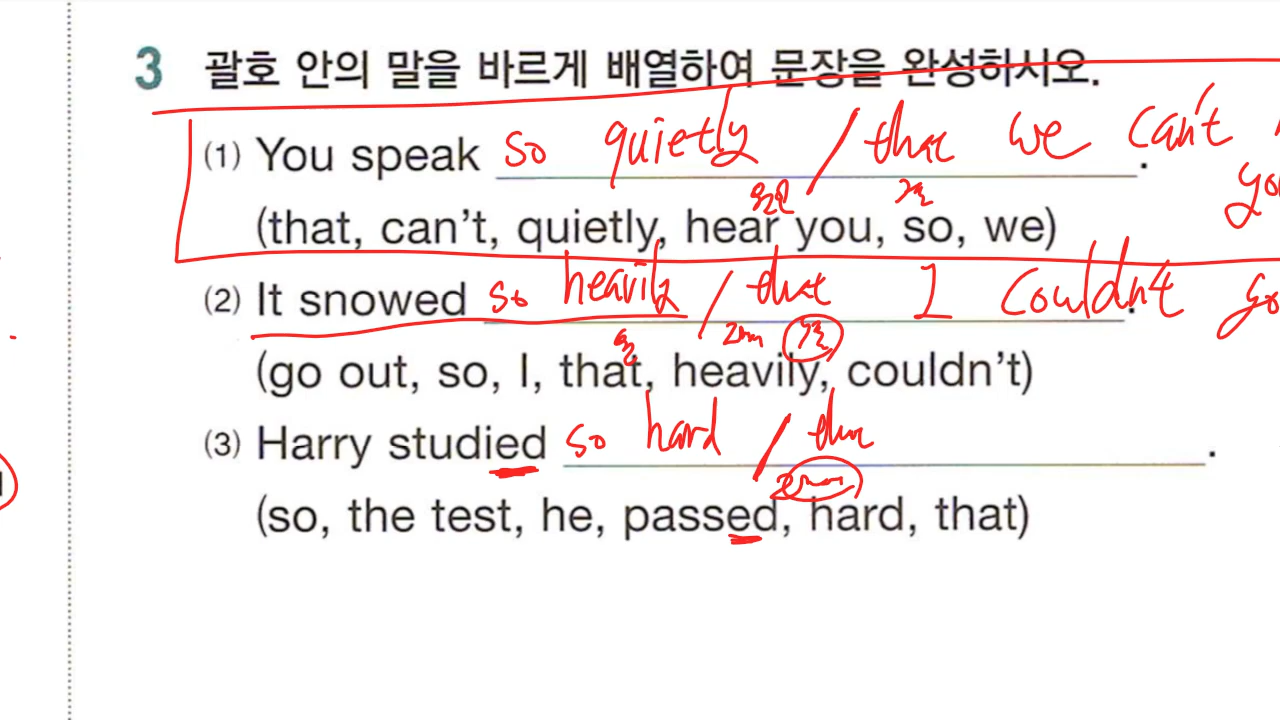 3 괄호 안의 말을 바르게 배열하여 문장을 완성하시오.
(1) You speak so quietly / that we can't
(that, can't, quietly, hear you, so, we)
(2) It snowed so heavily / that I couldn't go
(go out, so, I, that, heavily, couldn't)
(3) Harry studied so hard / that .
(so, the test, he, passed, hard, that)